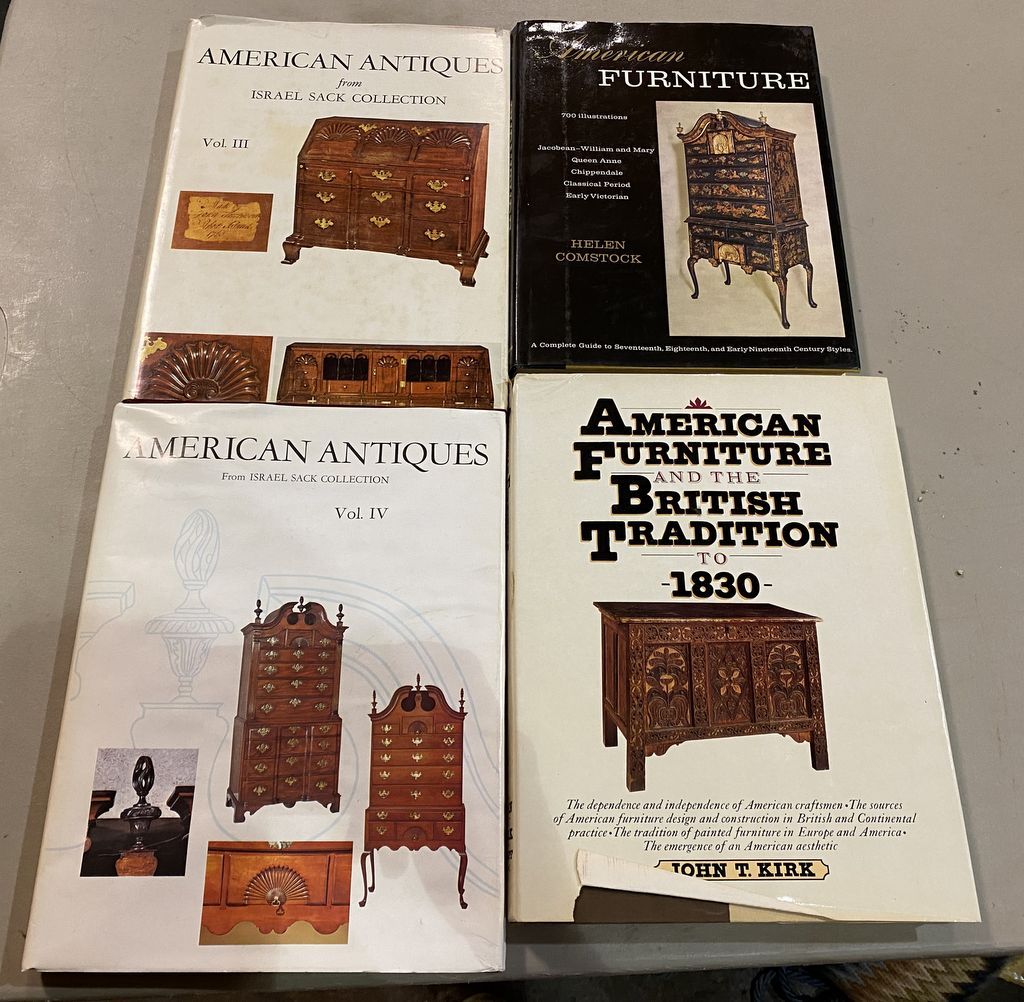 AMERICAN ANTIQUES
from
ISRAEL SACK COLLECTION
Vol. III
American
FURNITURE
700 illustrations
Jacobean–William and Mary
Queen Anne
Chippendale
Classical Period
Early Victorian
HELEN
COMSTOCK
A Complete Guide to Seventeenth, Eighteenth, and Early Nineteenth Century Styles.
AMERICAN ANTIQUES
From ISRAEL SACK COLLECTION
Vol. IV
AMERICAN
FURNITURE
AND THE
BRITISH
TRADITION
TO
-1830-
The dependence and independence of American craftsmen • The sources
of American furniture design and construction in British and Continental
practice • The tradition of painted furniture in Europe and America •
The emergence of an American aesthetic
JOHN T. KIRK